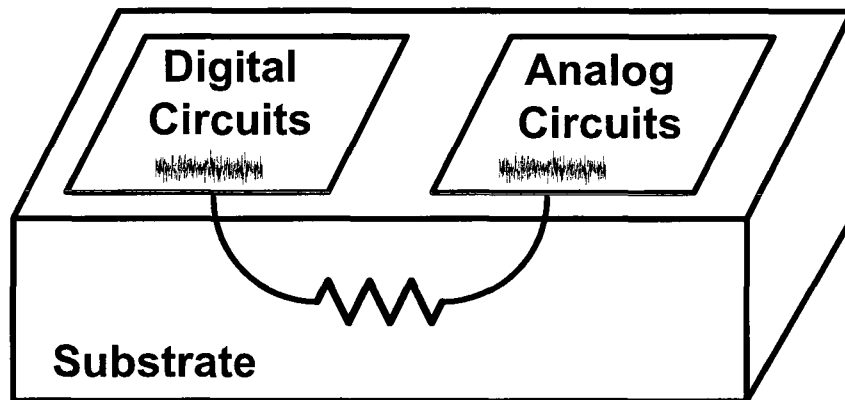 Digital
Circuits
Analog
Circuits
Substrate